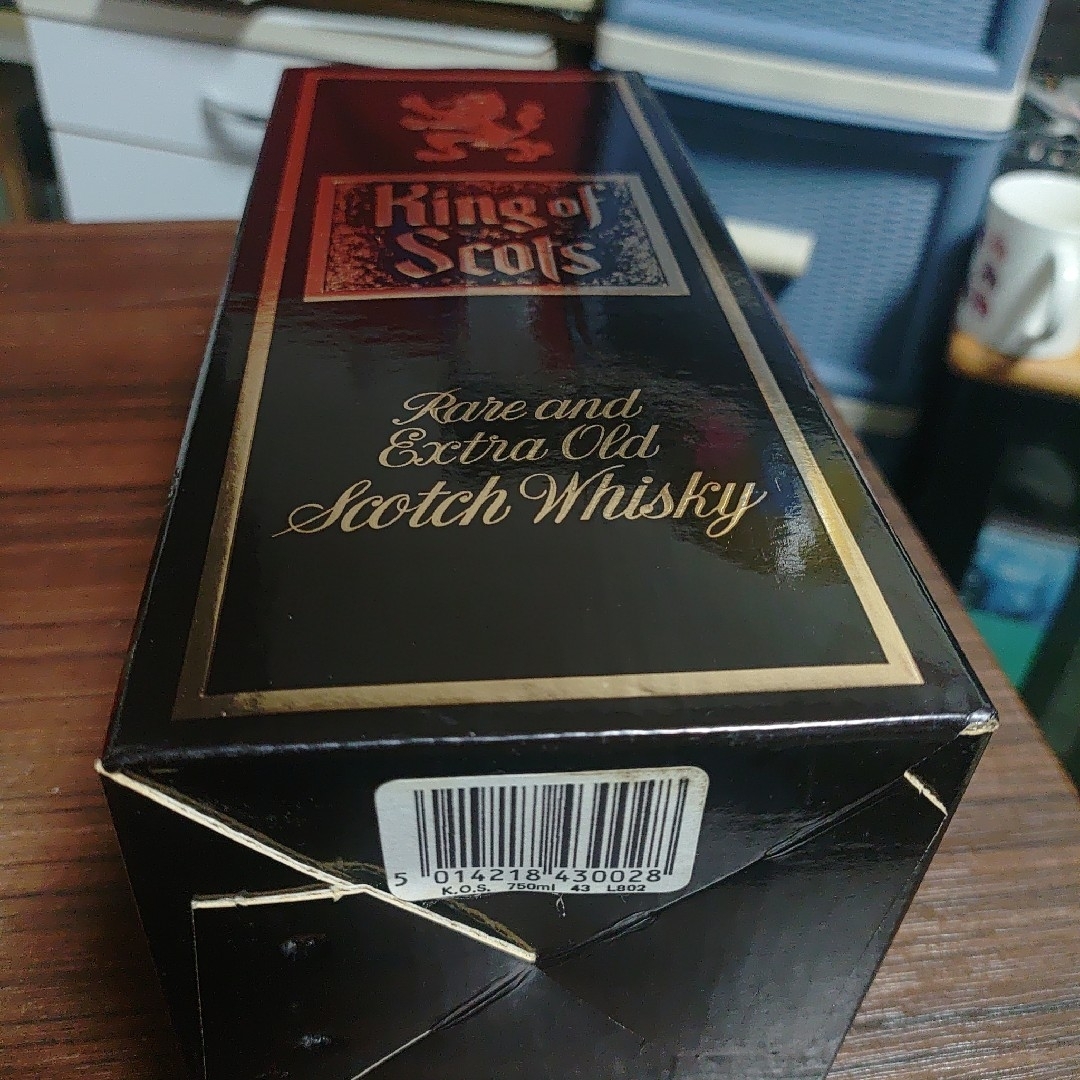 King of
Scots
Rare and
Extra Old
Scotch Whisky
5 014218 430028
K.O.S. 750ml 43 L802